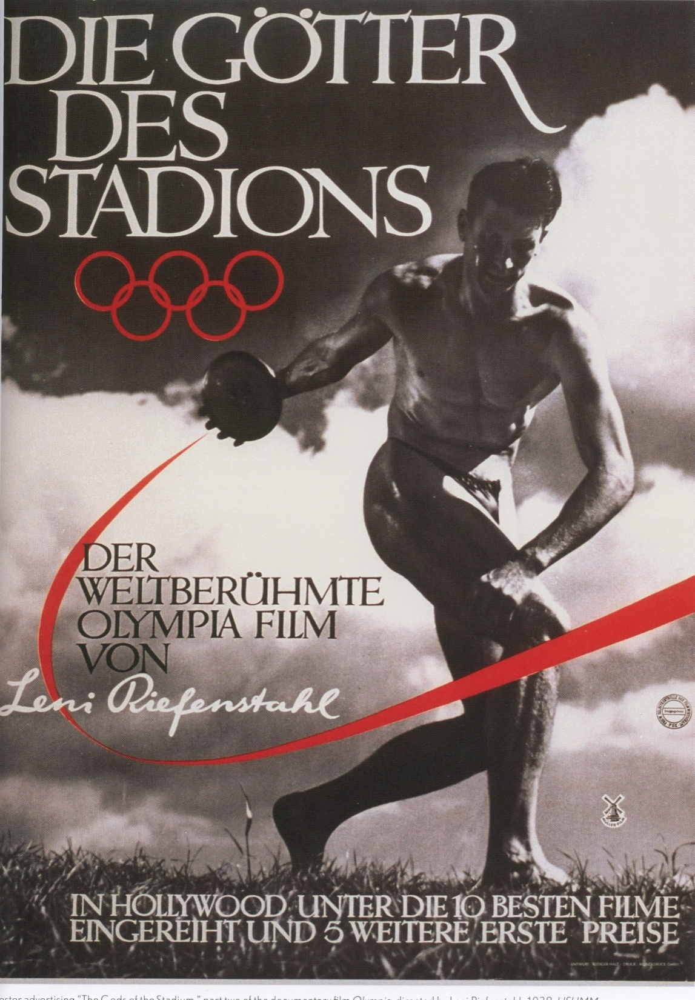 DIE GÖTTER
DES
STADIONS
DER
WELTBERÜHMTE
OLYMPIA FILM
VON
Leni Riefenstahl
IN HOLLYWOOD UNTER DIE 10 BESTEN FILME
EINGEREIHT UND 5 WEITERE ERSTE PREISE